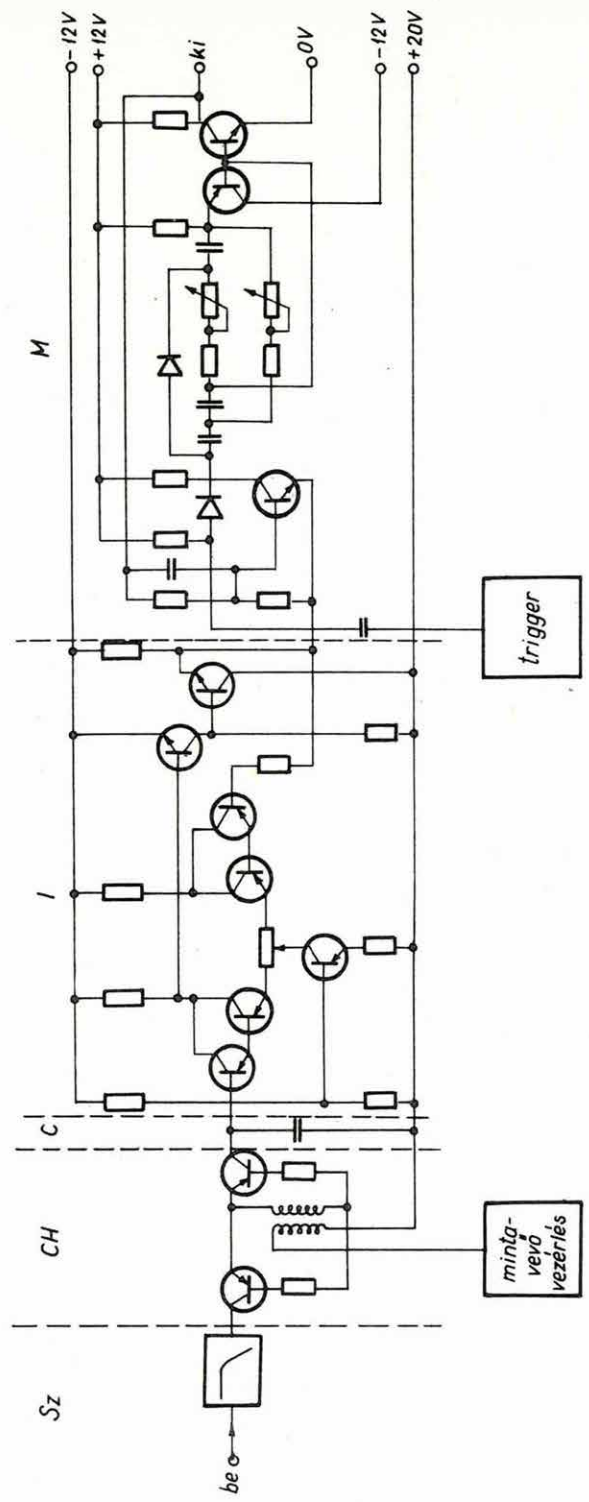 Sz
CH
C
I
M
be
-12V
+12V
ki
0V
-12V
+20V
minta-
vevő
vezérlés
trigger